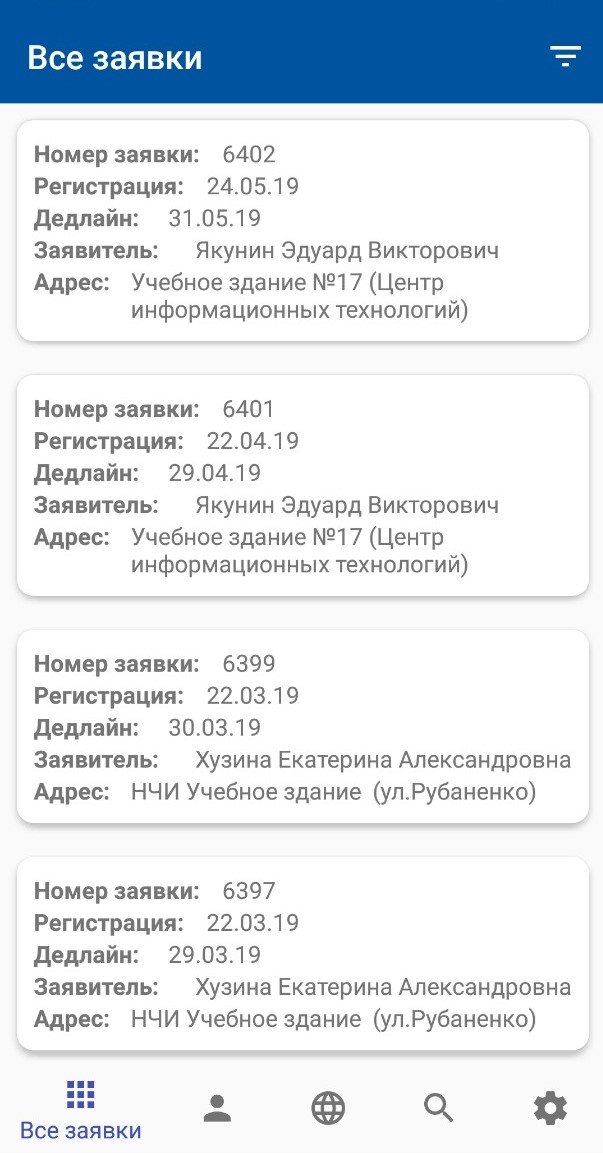 Все заявки
Номер заявки: 6402
Регистрация: 24.05.19
Дедлайн: 31.05.19
Заявитель: Якунин Эдуард Викторович
Адрес: Учебное здание №17 (Центр
информационных технологий)
Номер заявки: 6401
Регистрация: 22.04.19
Дедлайн: 29.04.19
Заявитель: Якунин Эдуард Викторович
Адрес: Учебное здание №17 (Центр
информационных технологий)
Номер заявки: 6399
Регистрация: 22.03.19
Дедлайн: 30.03.19
Заявитель: Хузина Екатерина Александровна
Адрес: НЧИ Учебное здание (ул.Рубаненко)
Номер заявки: 6397
Регистрация: 22.03.19
Дедлайн: 29.03.19
Заявитель: Хузина Екатерина Александровна
Адрес: НЧИ Учебное здание (ул.Рубаненко)
Все заявки